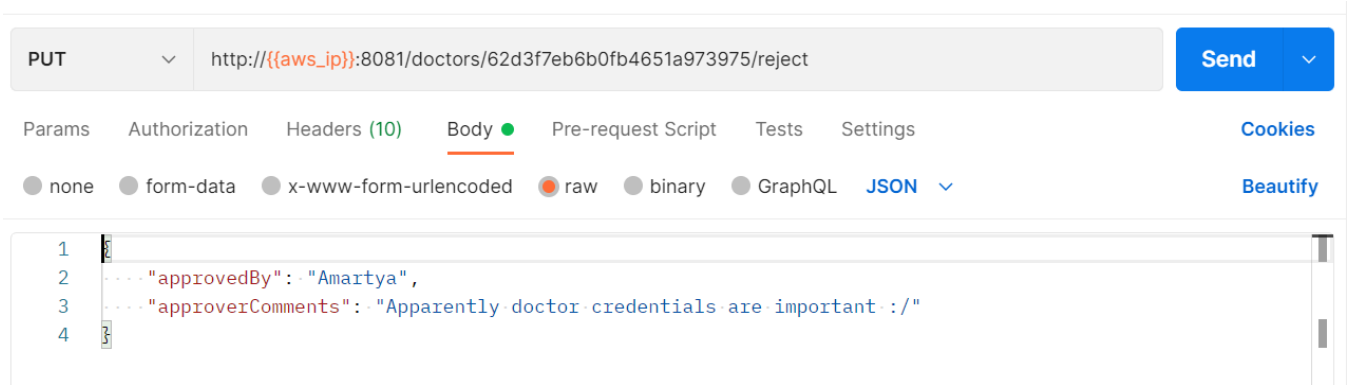 PUT http://{{aws_ip}}:8081/doctors/62d3f7eb6b0fb4651a973975/reject Send
Params Authorization Headers (10) Body Pre-request Script Tests Settings Cookies
none form-data x-www-form-urlencoded raw binary GraphQL JSON Beautify
1 {
2 "approvedBy": "Amartya",
3 "approverComments": "Apparently doctor credentials are important :/"
4 }